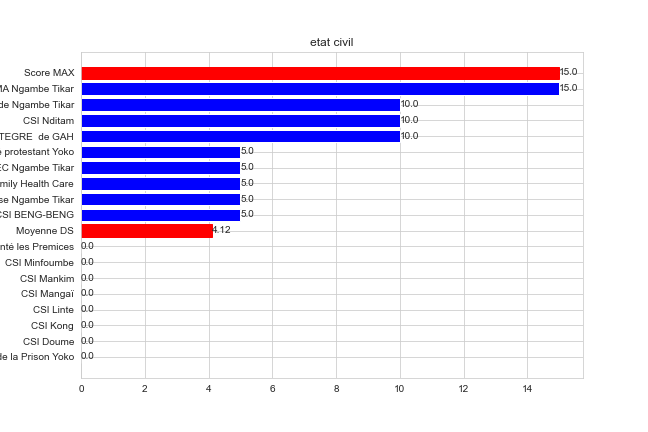 etat civil
Score MAX 15.0
MA Ngambe Tikar 15.0
de Ngambe Tikar 10.0
CSI Nditam 10.0
TEGRE de GAH 10.0
protestant Yoko 5.0
EC Ngambe Tikar 5.0
mily Health Care 5.0
se Ngambe Tikar 5.0
CSI BENG-BENG 5.0
Moyenne DS 4.12
nté les Premices 0.0
CSI Minfoumbe 0.0
CSI Mankim 0.0
CSI Mangaï 0.0
CSI Linte 0.0
CSI Kong 0.0
CSI Doume 0.0
de la Prison Yoko 0.0
0 2 4 6 8 10 12 14